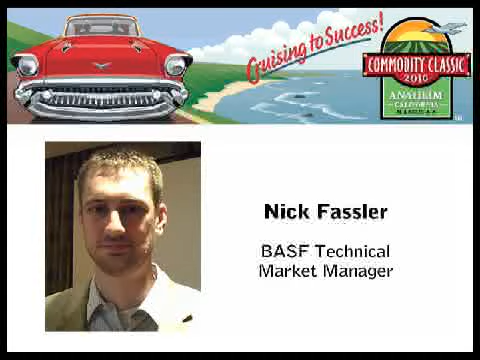 Cruising to Success!
COMMODITY CLASSIC
2010
ANAHEIM
CALIFORNIA
Nick Fassler
BASF Technical
Market Manager